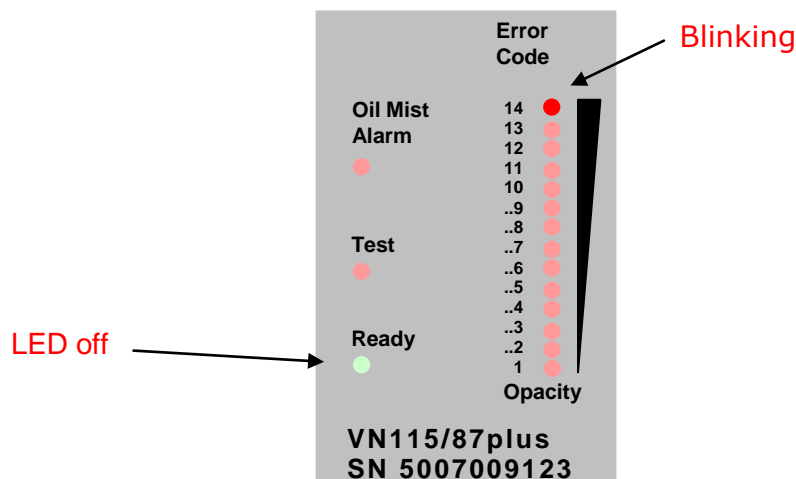 Error
Code
Blinking
Oil Mist
Alarm
14
13
12
11
10
..9
..8
Test
..7
..6
..5
..4
..3
Ready
..2
1
LED off
Opacity
VN115/87plus
SN 5007009123